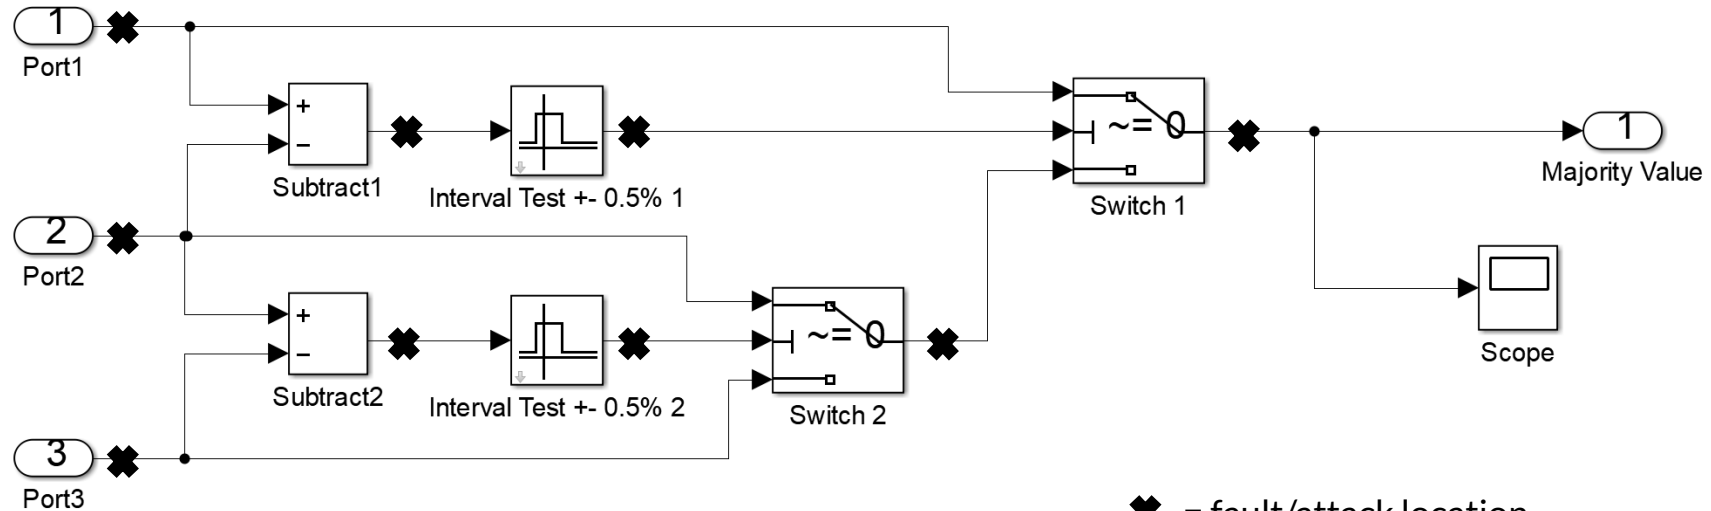 1
Port1
+
−
Subtract1
Interval Test +- 0.5% 1
~= 0
Switch 1
1
Majority Value
2
Port2
+
−
Subtract2
Interval Test +- 0.5% 2
~= 0
Switch 2
Scope
3
Port3
= fault/attack location